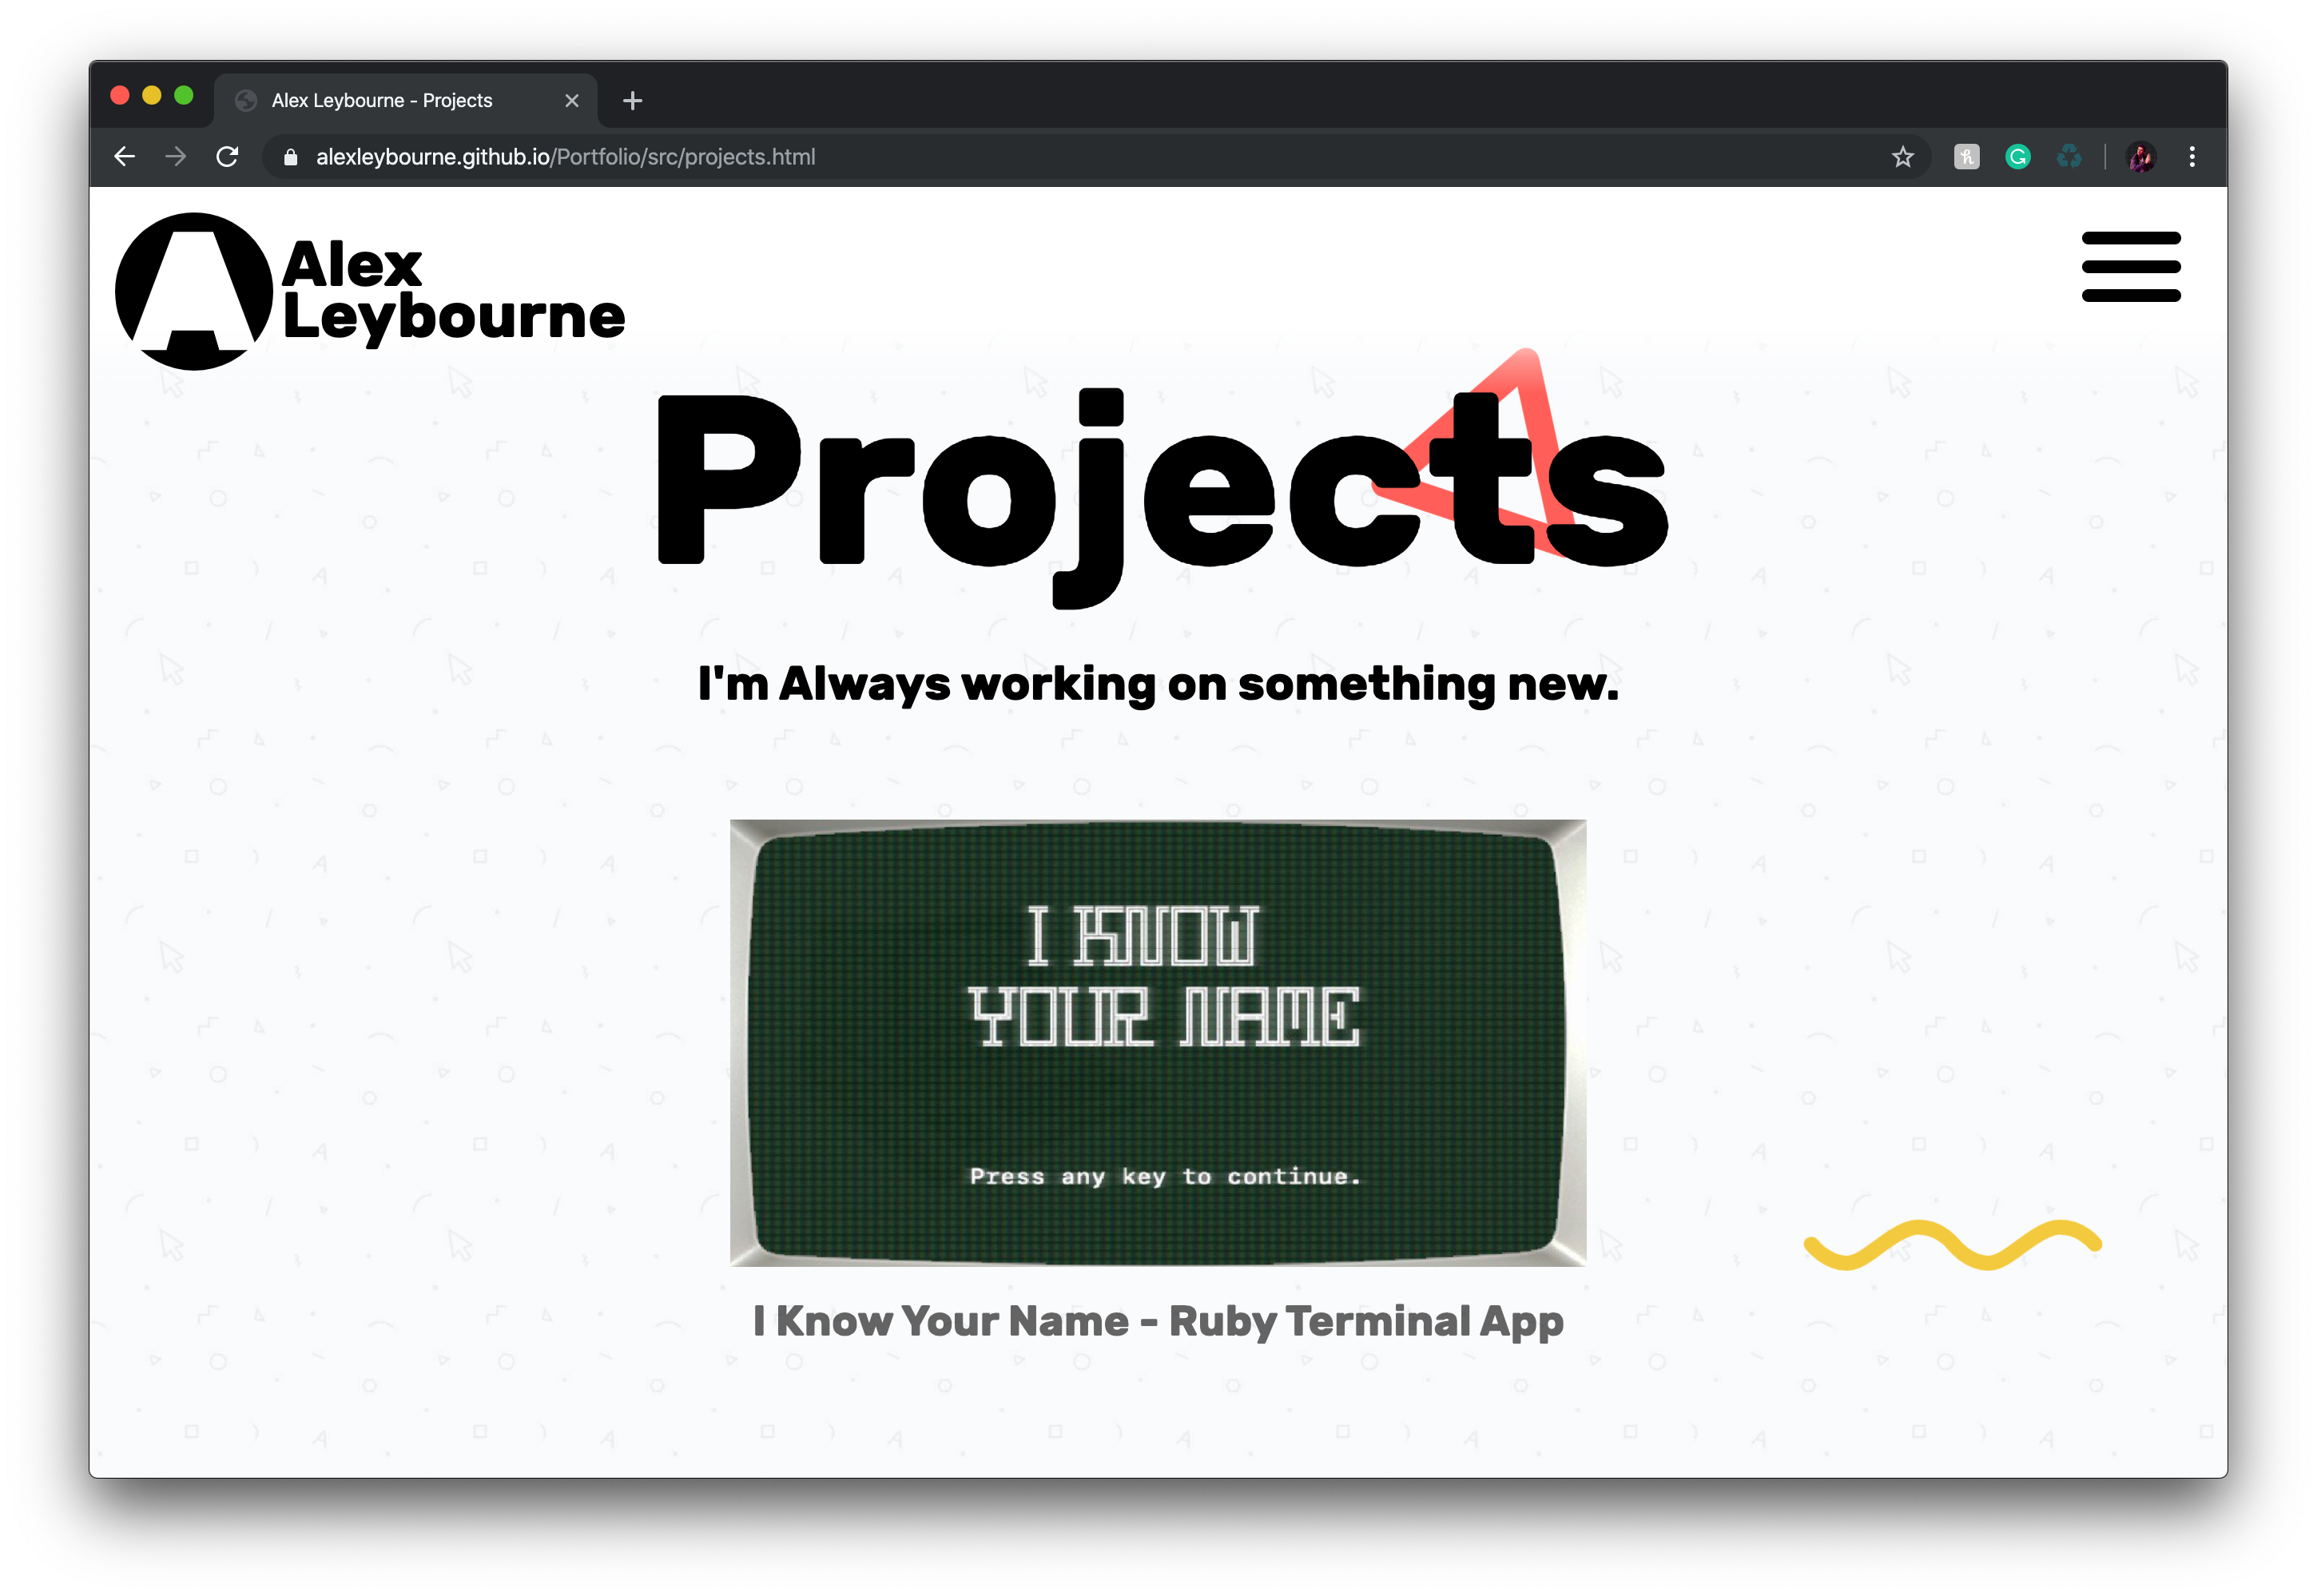 Alex Leybourne - Projects
alexleybourne.github.io/Portfolio/src/projects.html
Alex
Leybourne
Projects
I'm Always working on something new.
I KNOW
YOUR NAME
Press any key to continue.
I Know Your Name - Ruby Terminal App